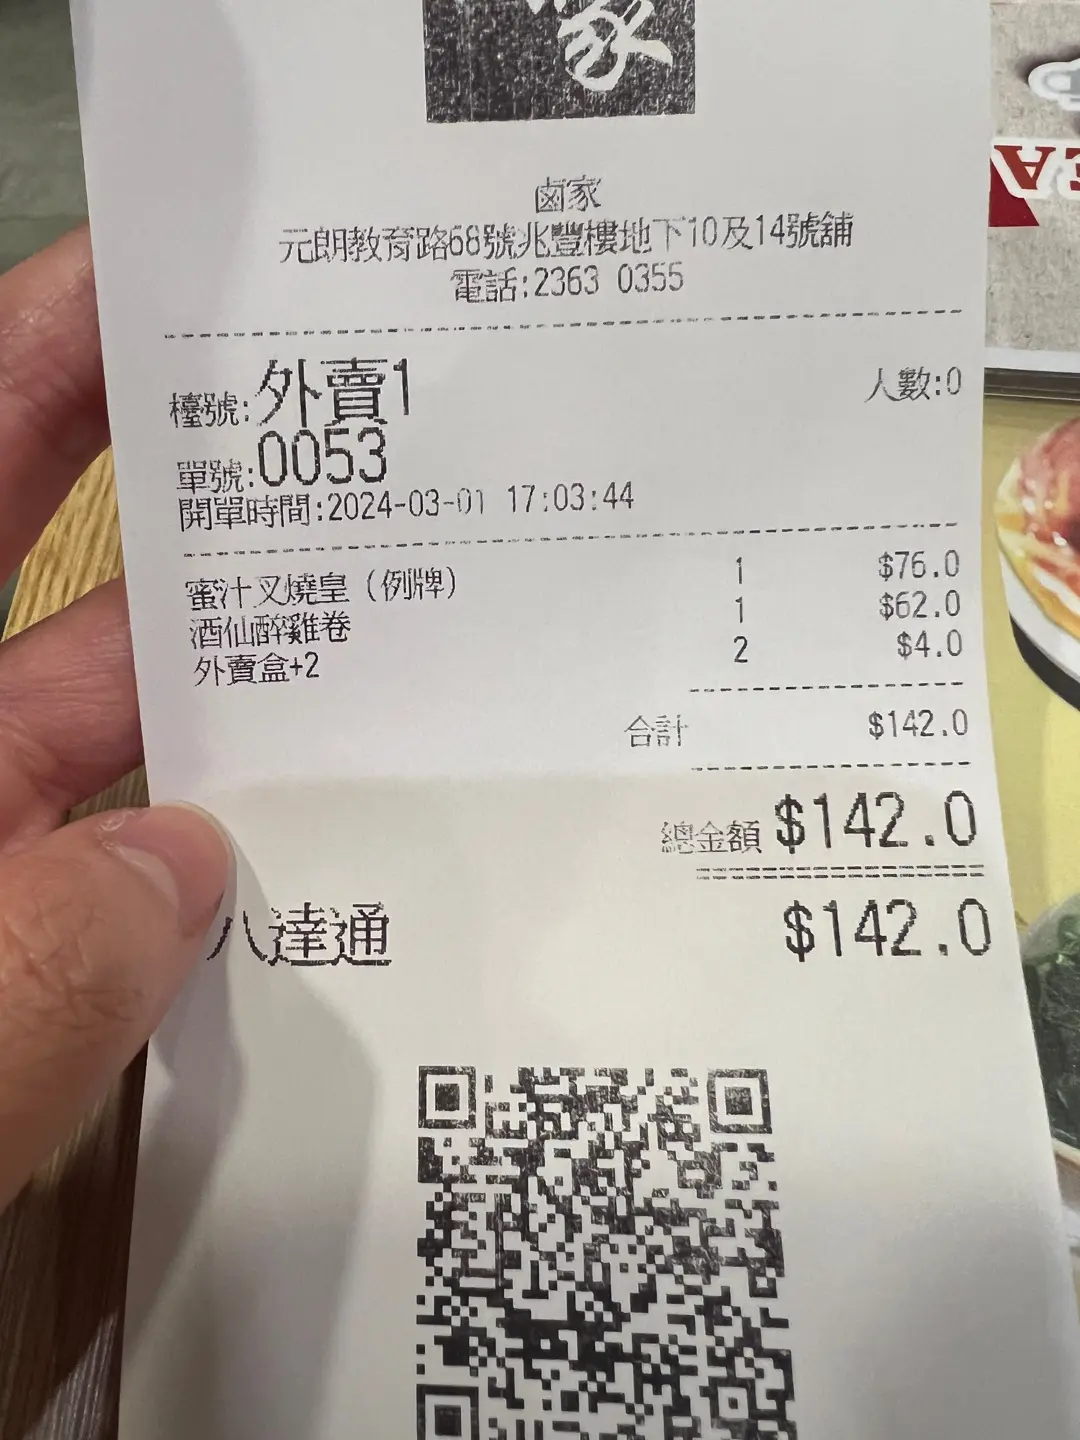 家
鹵家
元朗教育路68號兆豐樓地下10及14號舖
電話:2363 0355
檯號:外賣1 人數:0
單號:0053
開單時間:2024-03-01 17:03:44
蜜汁叉燒皇（例牌） 1 $76.0
酒仙醉雞卷 1 $62.0
外賣盒+2 2 $4.0
合計 $142.0
總金額 $142.0
八達通 $142.0